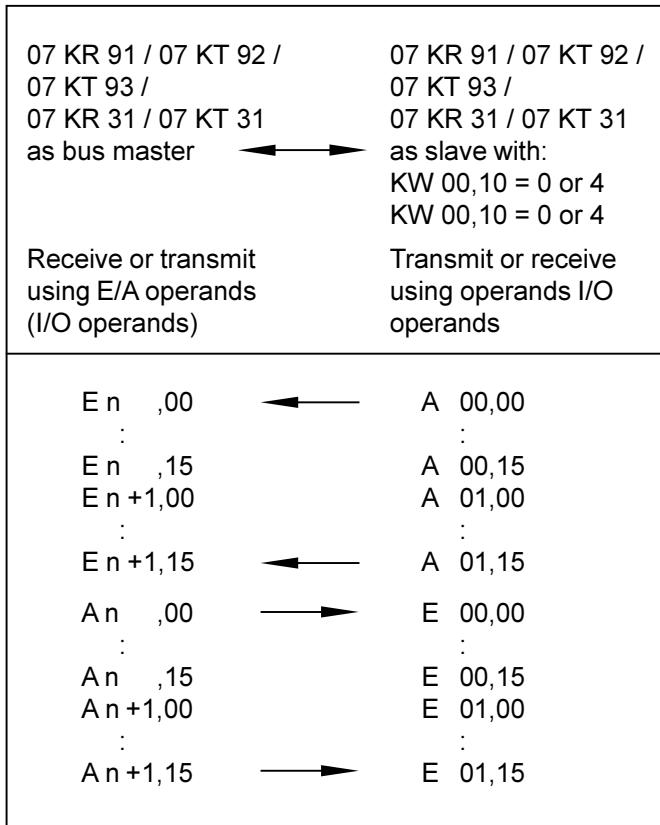 07 KR 91 / 07 KT 92 /
07 KT 93 /
07 KR 31 / 07 KT 31
as bus master
07 KR 91 / 07 KT 92 /
07 KT 93 /
07 KR 31 / 07 KT 31
as slave with:
KW 00,10 = 0 or 4
KW 00,10 = 0 or 4
Receive or transmit
using E/A operands
(I/O operands)
Transmit or receive
using operands I/O
operands
E n ,00 A 00,00
: :
E n ,15 A 00,15
E n +1,00 A 01,00
: :
E n +1,15 A 01,15
A n ,00 E 00,00
: :
A n ,15 E 00,15
A n +1,00 E 01,00
: :
A n +1,15 E 01,15